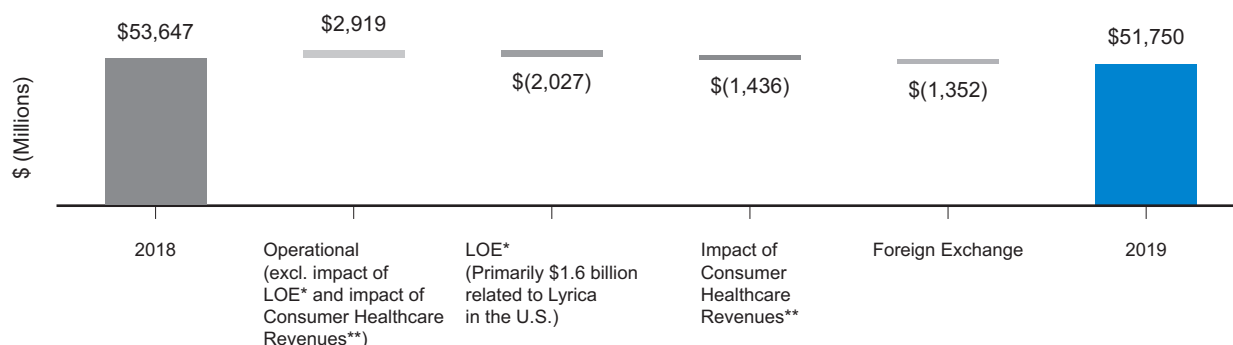 $ (Millions)
$53,647
$2,919
$(2,027)
$(1,436)
$(1,352)
$51,750
2018
Operational
(excl. impact of
LOE* and impact of
Consumer Healthcare
Revenues**)
LOE*
(Primarily $1.6 billion
related to Lyrica
in the U.S.)
Impact of
Consumer
Healthcare
Revenues**
Foreign Exchange
2019